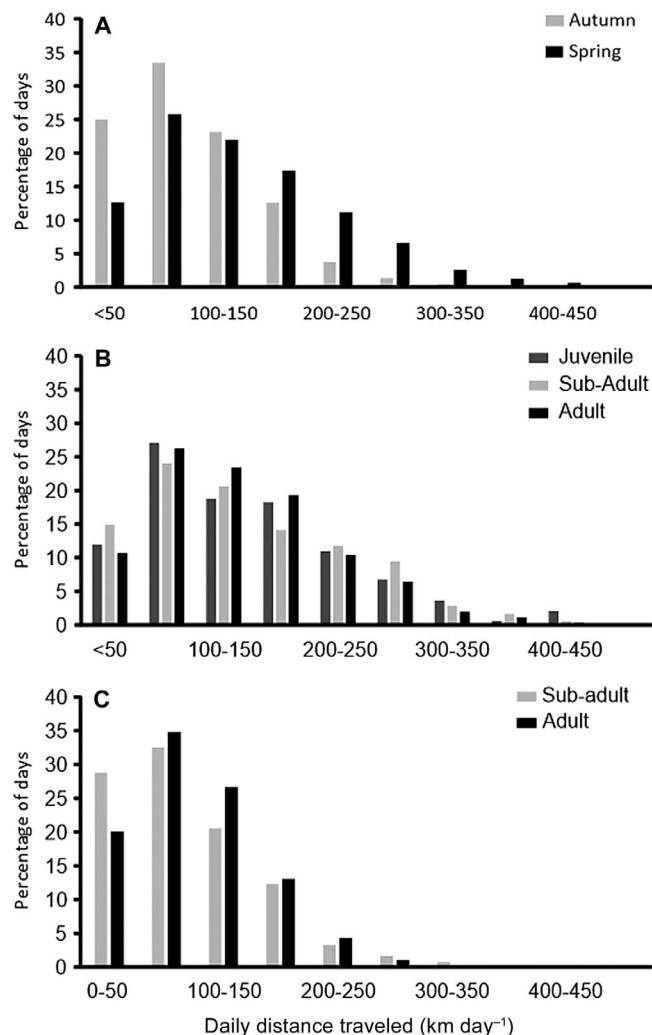 A
Autumn
Spring
Percentage of days
40
35
30
25
20
15
10
5
0
<50 100-150 200-250 300-350 400-450
B
Juvenile
Sub-Adult
Adult
Percentage of days
40
35
30
25
20
15
10
5
0
<50 100-150 200-250 300-350 400-450
C
Sub-adult
Adult
Percentage of days
40
35
30
25
20
15
10
5
0
0-50 100-150 200-250 300-350 400-450
Daily distance traveled (km day⁻¹)